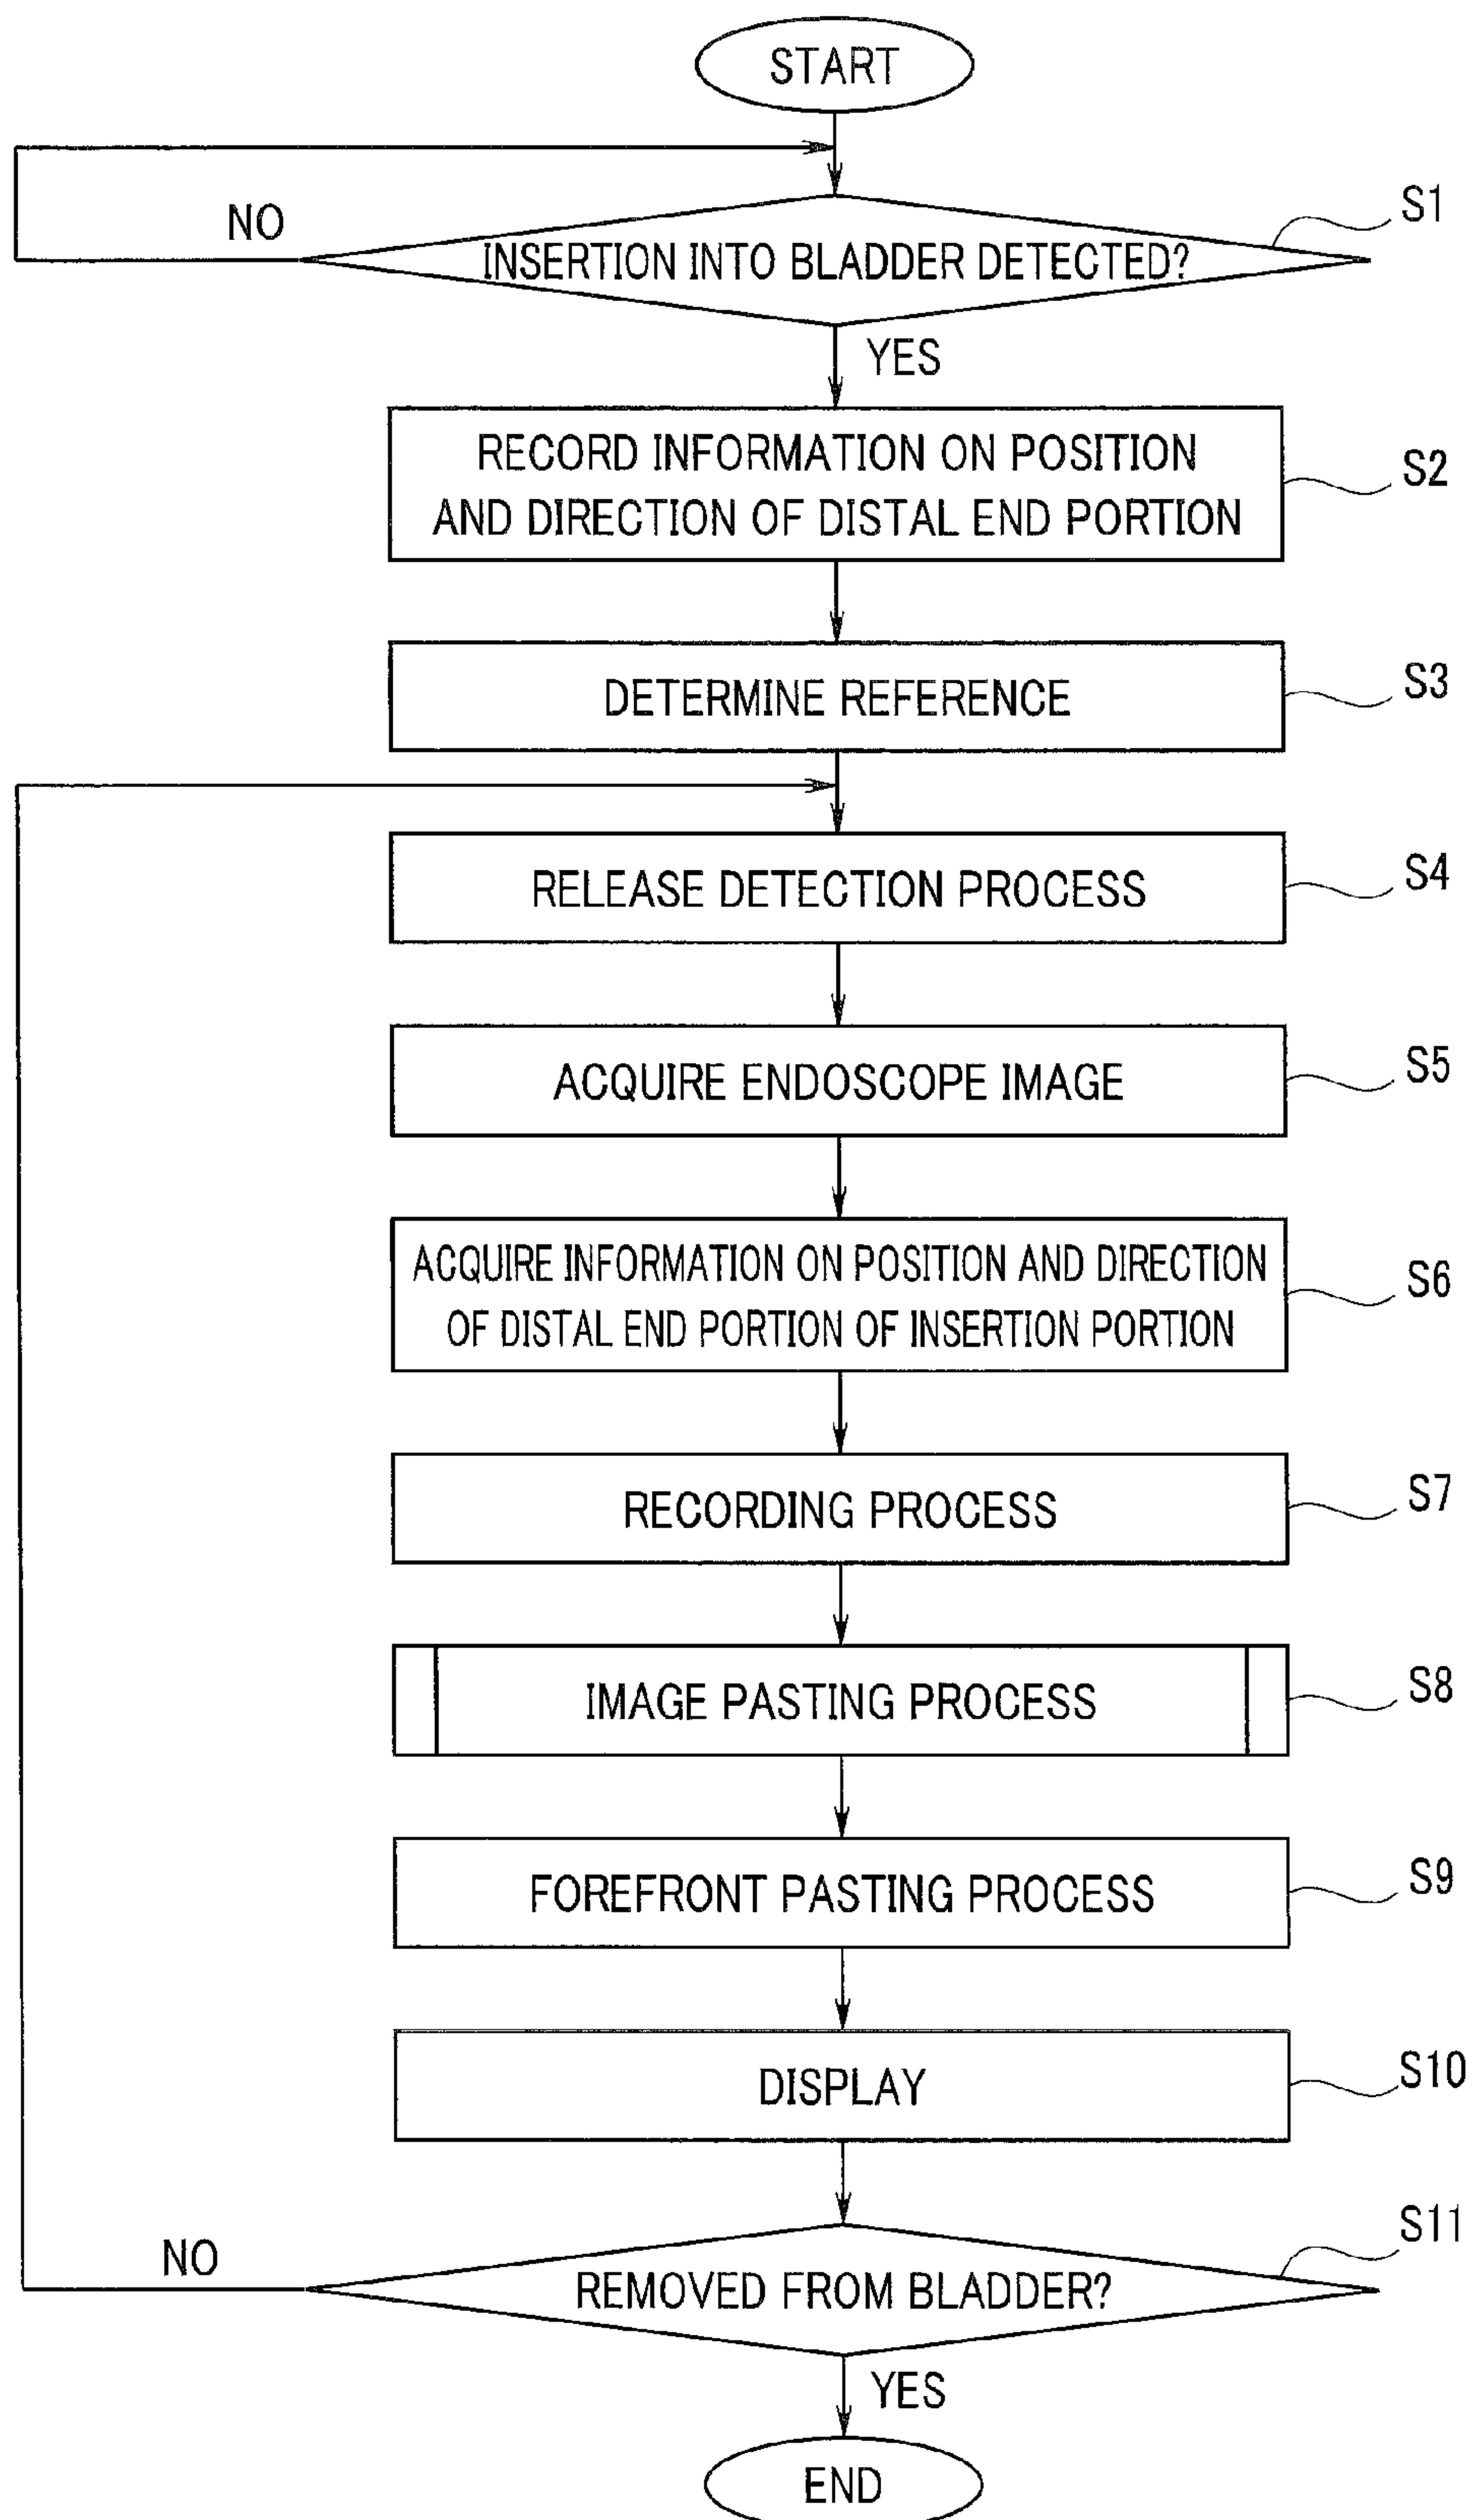 START
NO
S1
INSERTION INTO BLADDER DETECTED?
YES
RECORD INFORMATION ON POSITION
AND DIRECTION OF DISTAL END PORTION
S2
DETERMINE REFERENCE
S3
RELEASE DETECTION PROCESS
S4
ACQUIRE ENDOSCOPE IMAGE
S5
ACQUIRE INFORMATION ON POSITION AND DIRECTION
OF DISTAL END PORTION OF INSERTION PORTION
S6
RECORDING PROCESS
S7
IMAGE PASTING PROCESS
S8
FOREFRONT PASTING PROCESS
S9
DISPLAY
S10
S11
NO
REMOVED FROM BLADDER?
YES
END